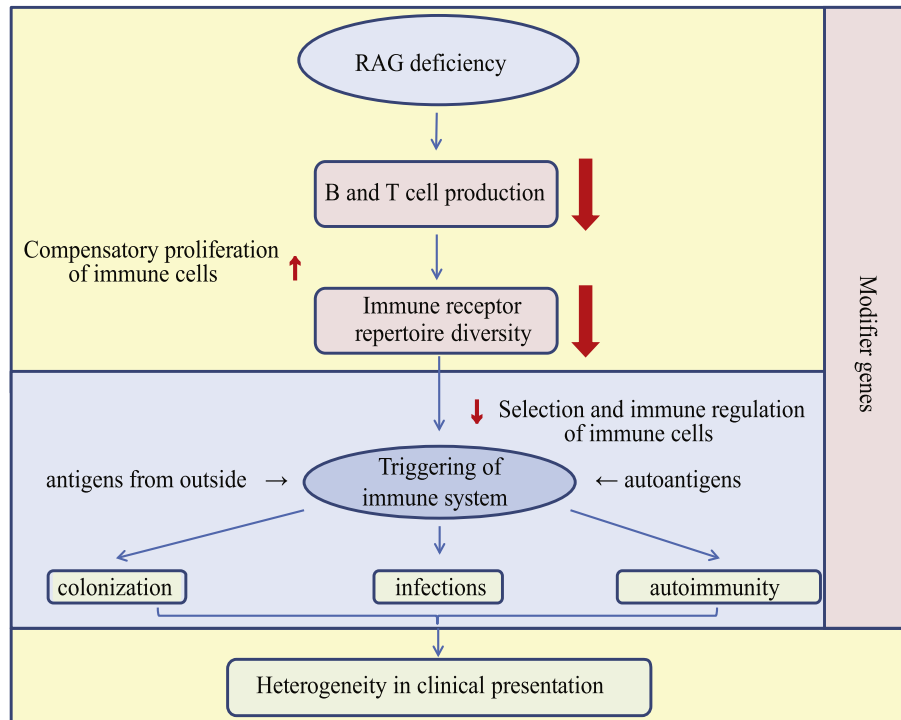 RAG deficiency
B and T cell production
Compensatory proliferation
of immune cells
Immune receptor
repertoire diversity
Modifier genes
Selection and immune regulation
of immune cells
Triggering of
immune system
antigens from outside →
← autoantigens
colonization
infections
autoimmunity
Heterogeneity in clinical presentation